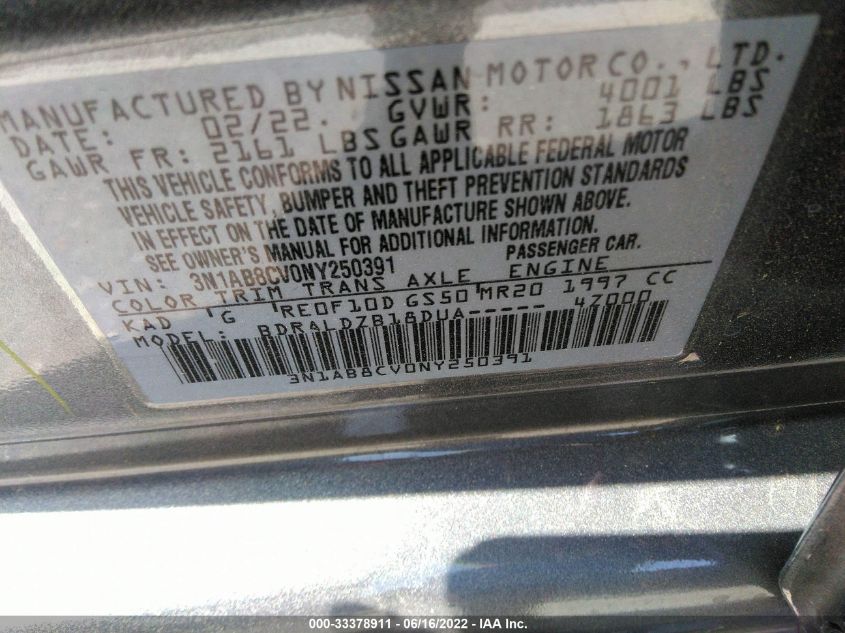 MANUFACTURED BY NISSAN MOTOR CO., LTD.
DATE: 02/22. GVWR: 4001 LBS
GAWR FR: 2161 LBS GAWR RR: 1863 LBS
THIS VEHICLE CONFORMS TO ALL APPLICABLE FEDERAL MOTOR
VEHICLE SAFETY, BUMPER AND THEFT PREVENTION STANDARDS
IN EFFECT ON THE DATE OF MANUFACTURE SHOWN ABOVE.
SEE OWNER'S MANUAL FOR ADDITIONAL INFORMATION.
VIN: 3N1AB8CV0NY250391 PASSENGER CAR.
COLOR TRIM TRANS AXLE ENGINE
KAD G RE0F10D GS50 MR20 1997 CC
MODEL: BDRALDZB18DUA----- 4Z000
3N1AB8CV0NY250391
000-33378911 - 06/16/2022 - IAA Inc.